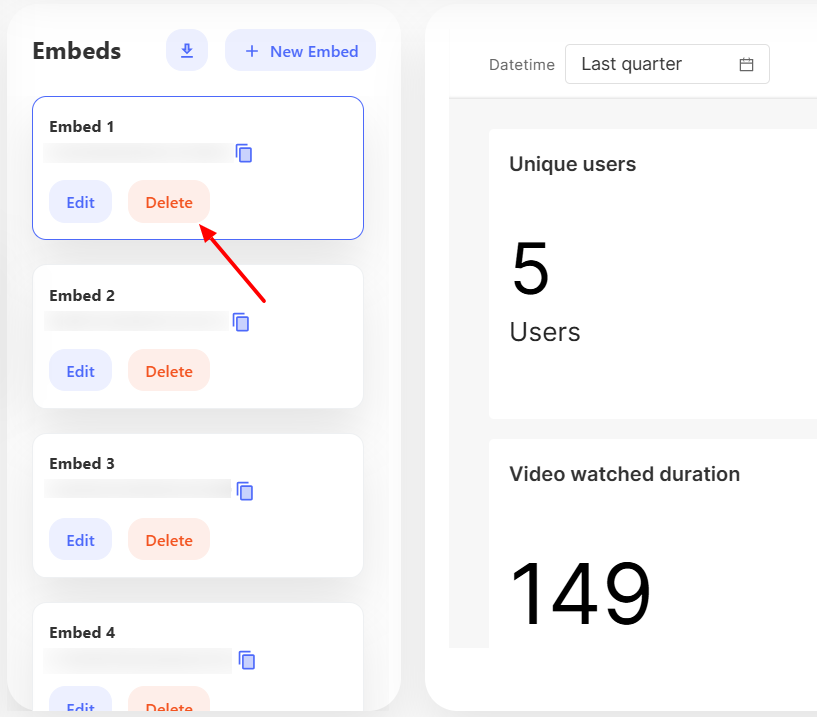 Embeds
+ New Embed
Embed 1
Edit
Delete
Embed 2
Edit
Delete
Embed 3
Edit
Delete
Embed 4
Edit
Delete
Datetime
Last quarter
Unique users
5
Users
Video watched duration
149